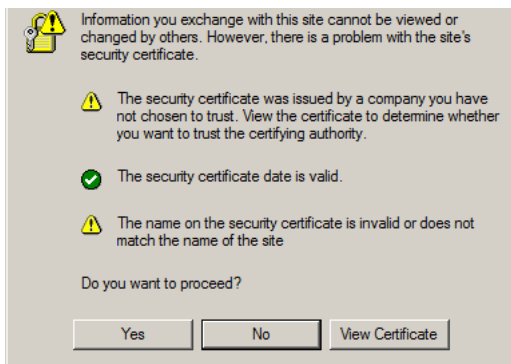 Information you exchange with this site cannot be viewed or
changed by others. However, there is a problem with the site's
security certificate.
The security certificate was issued by a company you have
not chosen to trust. View the certificate to determine whether
you want to trust the certifying authority.
The security certificate date is valid.
The name on the security certificate is invalid or does not
match the name of the site
Do you want to proceed?
Yes No View Certificate